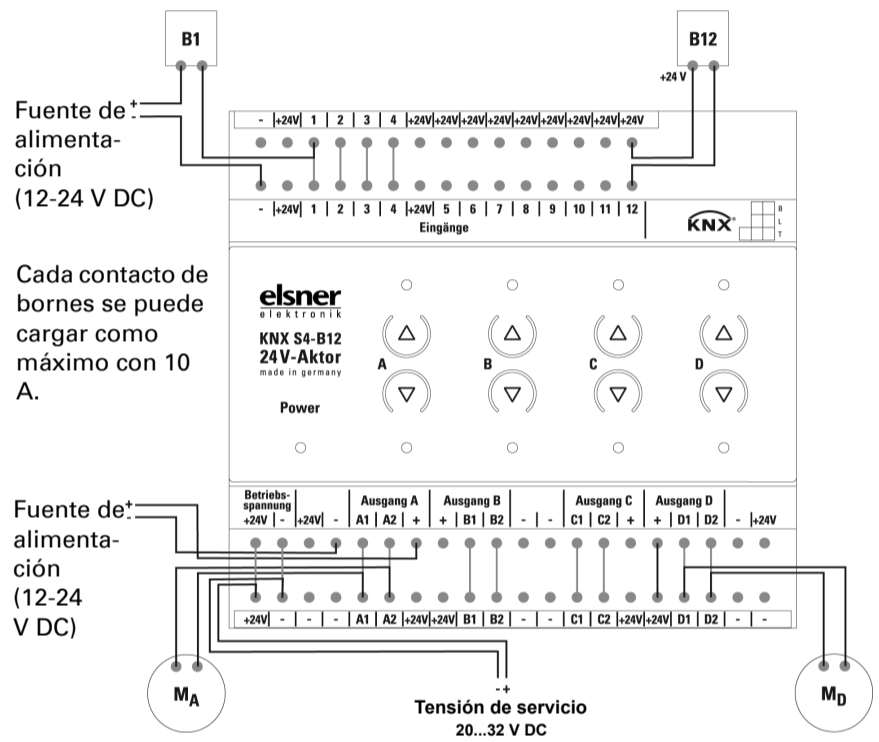 B1
B12
+24 V
Fuente de + -
alimenta-
ción
(12-24 V DC)
- |+24V| 1 | 2 | 3 | 4 |+24V|+24V|+24V|+24V|+24V|+24V|+24V|+24V|+24V
- |+24V| 1 | 2 | 3 | 4 |+24V| 5 | 6 | 7 | 8 | 9 | 10 | 11 | 12
Eingänge
KNX®
B
L
T
Cada contacto de
bornes se puede
cargar como
máximo con 10
A.
elsner
elektronik
KNX S4-B12
24V-Aktor
made in germany
Power
A
B
C
D
Fuente de + -
alimenta-
ción
(12-24
V DC)
Betriebs-
spannung
Ausgang A
Ausgang B
Ausgang C
Ausgang D
+24V | - |+24V| - | A1 | A2 | + | + | B1 | B2 | - | - | C1 | C2 | + | + | D1 | D2 | - |+24V
+24V| - | - | - | A1 | A2 |+24V|+24V| B1 | B2 | - | - | C1 | C2 |+24V|+24V| D1 | D2 | - | -
MA
MD
- +
Tensión de servicio
20...32 V DC